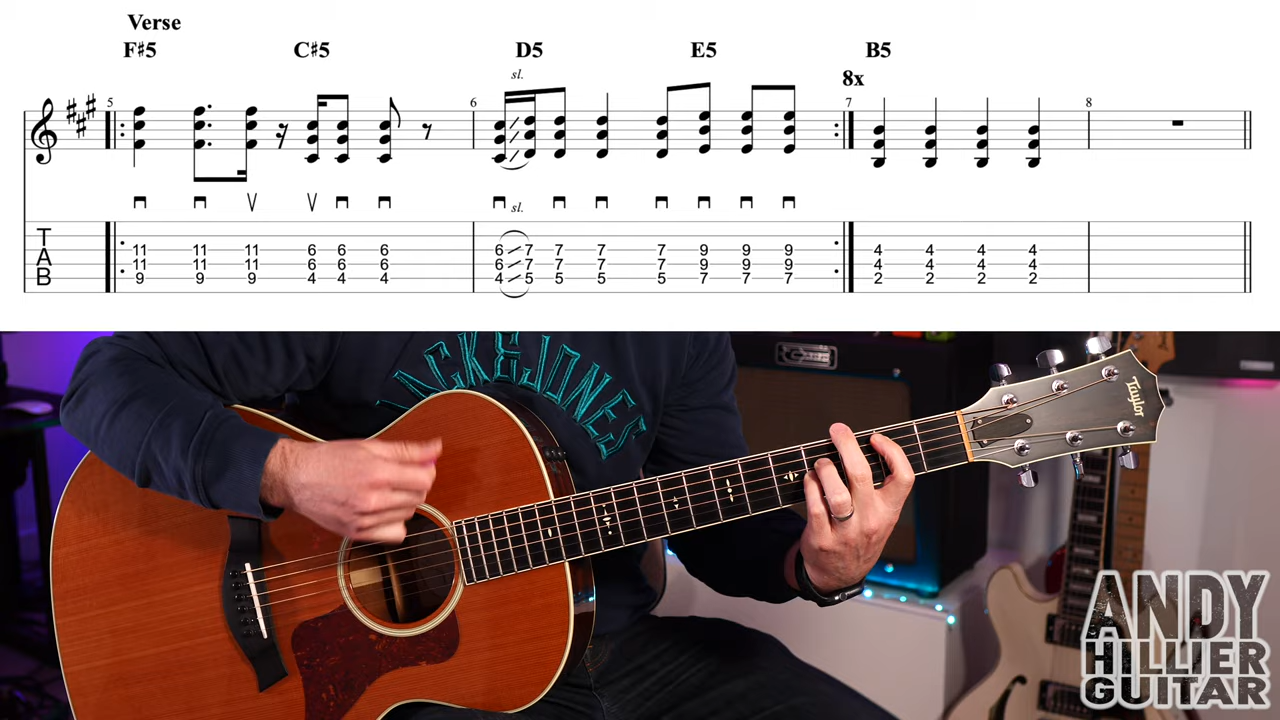 Verse
F♯5 C♯5 D5 E5 B5
8x
sl.
5 6 7 8
sl.
T
A
B
11 11 11 6 6 6 6 7 7 7 7 9 9 9 4 4 4 4
11 11 11 6 6 6 6 7 7 7 7 9 9 9 4 4 4 4
9 9 9 4 4 4 4 5 5 5 5 7 7 7 2 2 2 2
JACK&JONES
Taylor
ANDY
HILLIER
GUITAR